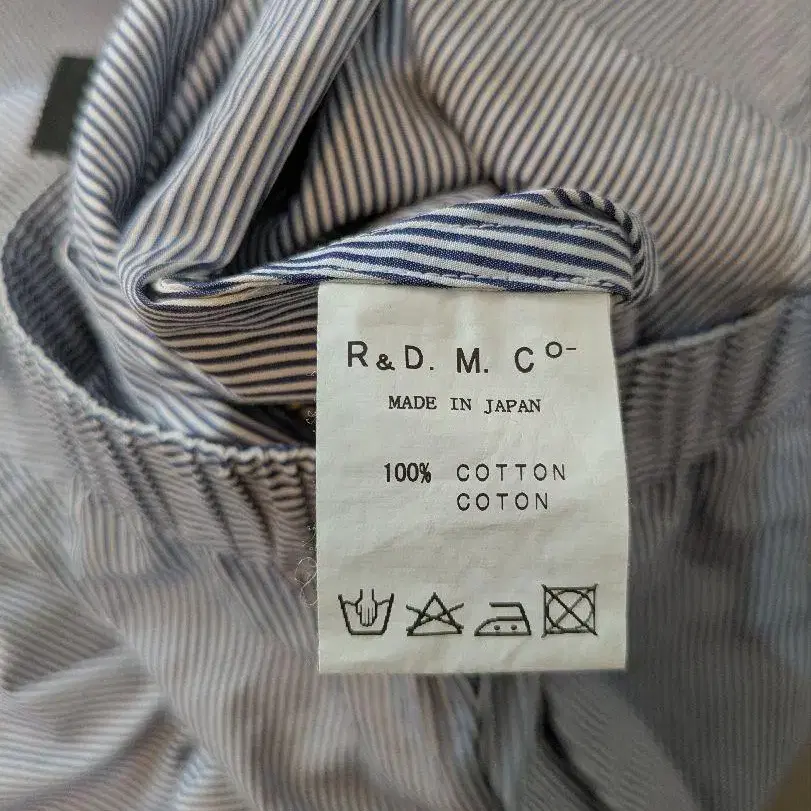 R & D. M. Co-
MADE IN JAPAN
100% COTTON
COTON